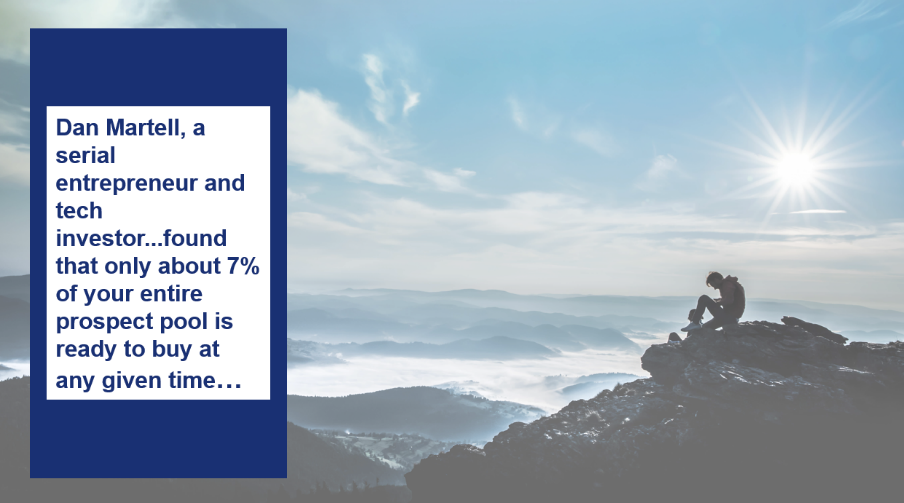 Dan Martell, a
serial
entrepreneur and
tech
investor...found
that only about 7%
of your entire
prospect pool is
ready to buy at
any given time...